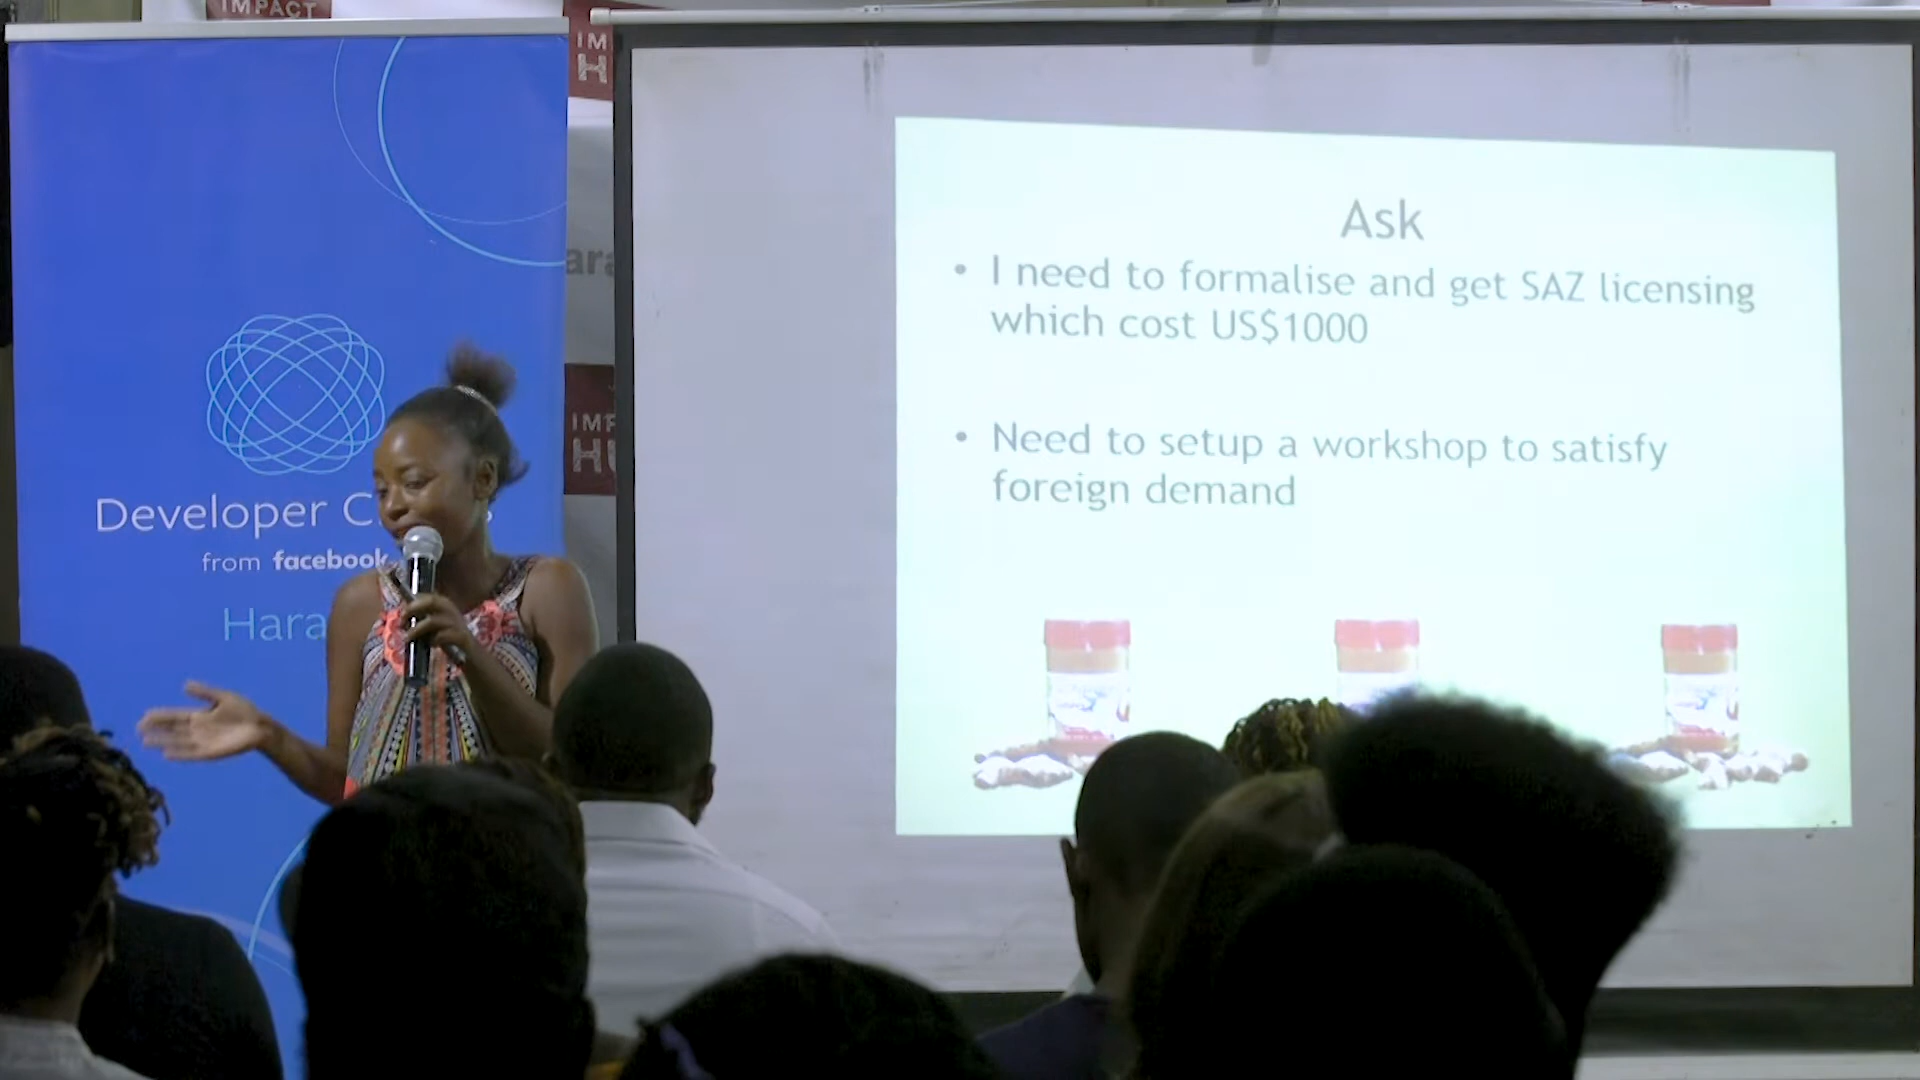 IMPACT
IM
H
ara
IMP
HU
Developer C
from facebook
Hara
Ask
• I need to formalise and get SAZ licensing
which cost US$1000
• Need to setup a workshop to satisfy
foreign demand